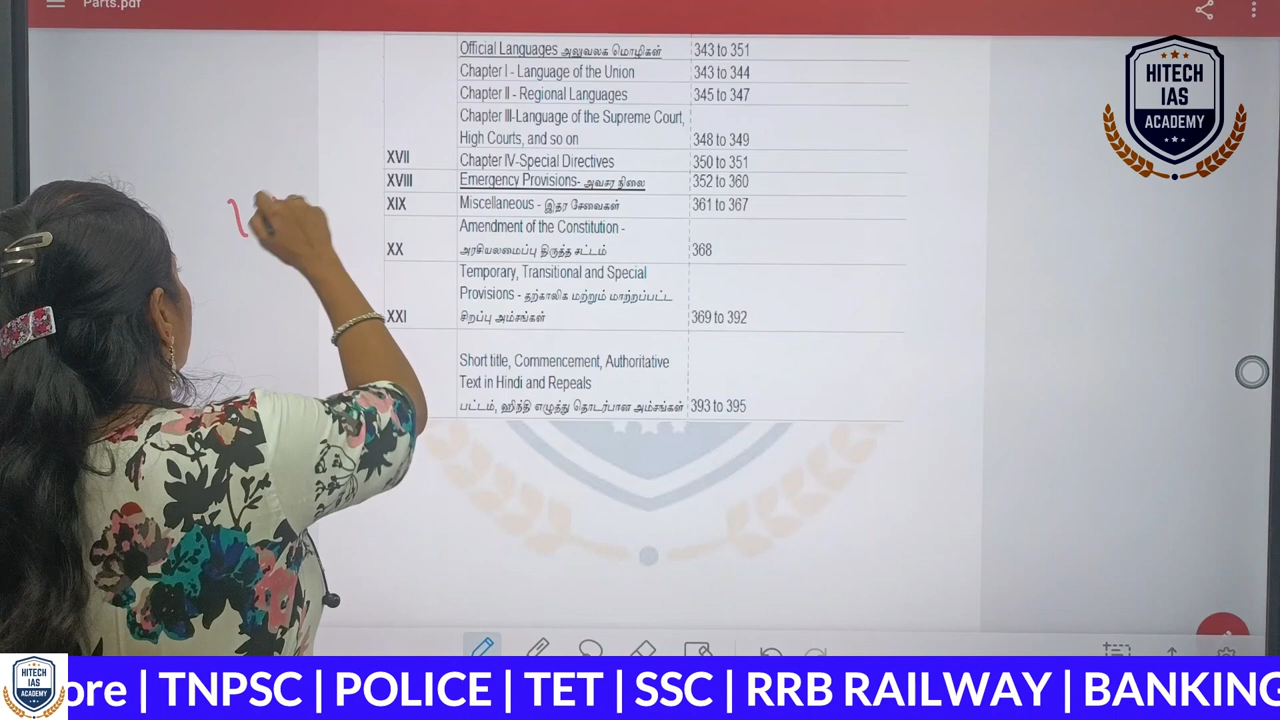 Parts.pdf
HITECH
IAS
ACADEMY
Official Languages அலுவலக மொழிகள் 343 to 351
Chapter I - Language of the Union 343 to 344
Chapter II - Regional Languages 345 to 347
Chapter III-Language of the Supreme Court,
High Courts, and so on 348 to 349
XVII Chapter IV-Special Directives 350 to 351
XVIII Emergency Provisions- அவசர நிலை 352 to 360
XIX Miscellaneous - இதர சேவைகள் 361 to 367
Amendment of the Constitution -
XX அரசியலமைப்பு திருத்த சட்டம் 368
Temporary, Transitional and Special
Provisions - தற்காலிக மற்றும் மாற்றப்பட்ட
XXI சிறப்பு அம்சங்கள் 369 to 392
Short title, Commencement, Authoritative
Text in Hindi and Repeals
பட்டம், ஹிந்தி எழுத்து தொடர்பான அம்சங்கள் 393 to 395
HITECH
IAS
ACADEMY
ore | TNPSC | POLICE | TET | SSC | RRB RAILWAY | BANKING